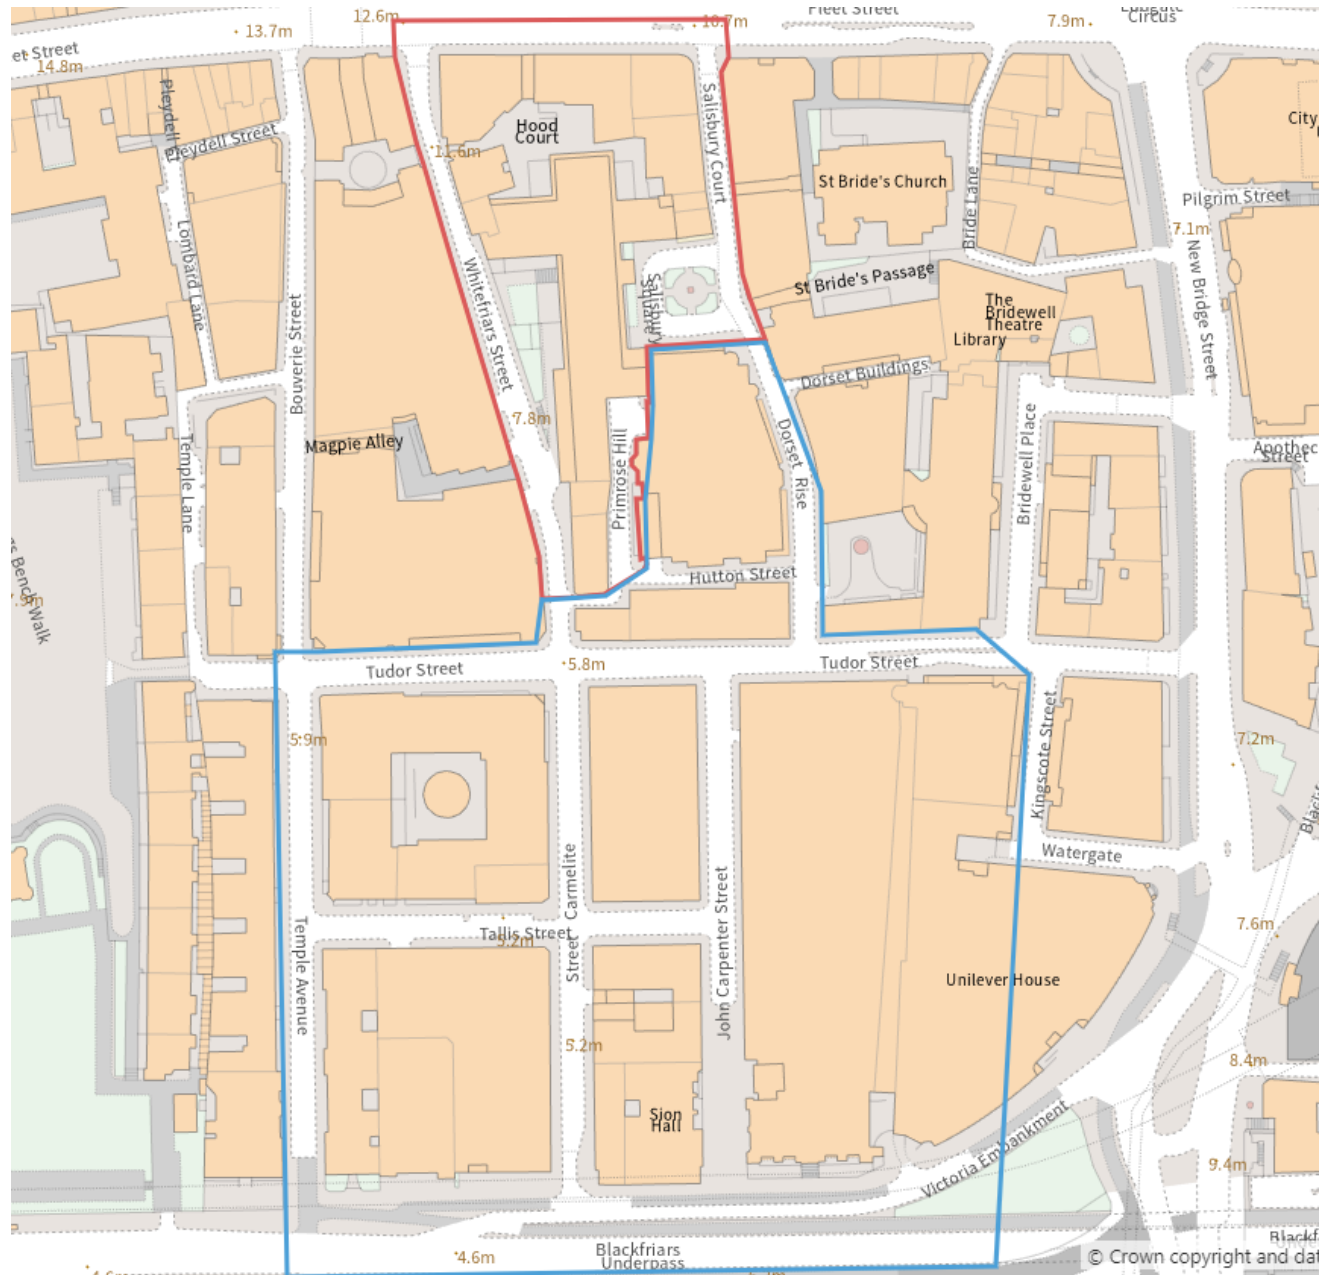 12.6m
10.7m
Fleet Street
7.9m
Circus
13.7m
et Street
14.8m
Pleydell Street
Salisbury Court
Hood
Court
11.6m
St Bride's Church
Bride Lane
City
Pilgrim Street
7.1m
Lombard Lane
Whitefriars Street
Salisbury
Square
St Bride's Passage
New Bridge Street
The
Bridewell
Theatre
Library
Bouverie Street
Dorset Buildings
7.8m
Magpie Alley
Temple Lane
Primrose Hill
Dorset Rise
Bridewell Place
Apothec
Street
s Bench Walk
Hutton Street
Tudor Street
5.8m
Tudor Street
5.9m
Kingscote Street
7.2m
Blackf
Watergate
Carmelite
Street
John Carpenter Street
Tallis Street
5.2m
Temple Avenue
7.6m
Unilever House
5.2m
8.4m
Sion
Hall
Victoria Embankment
9.4m
Blackfriars
Underpass
4.6m
Blackf
© Crown copyright and dat